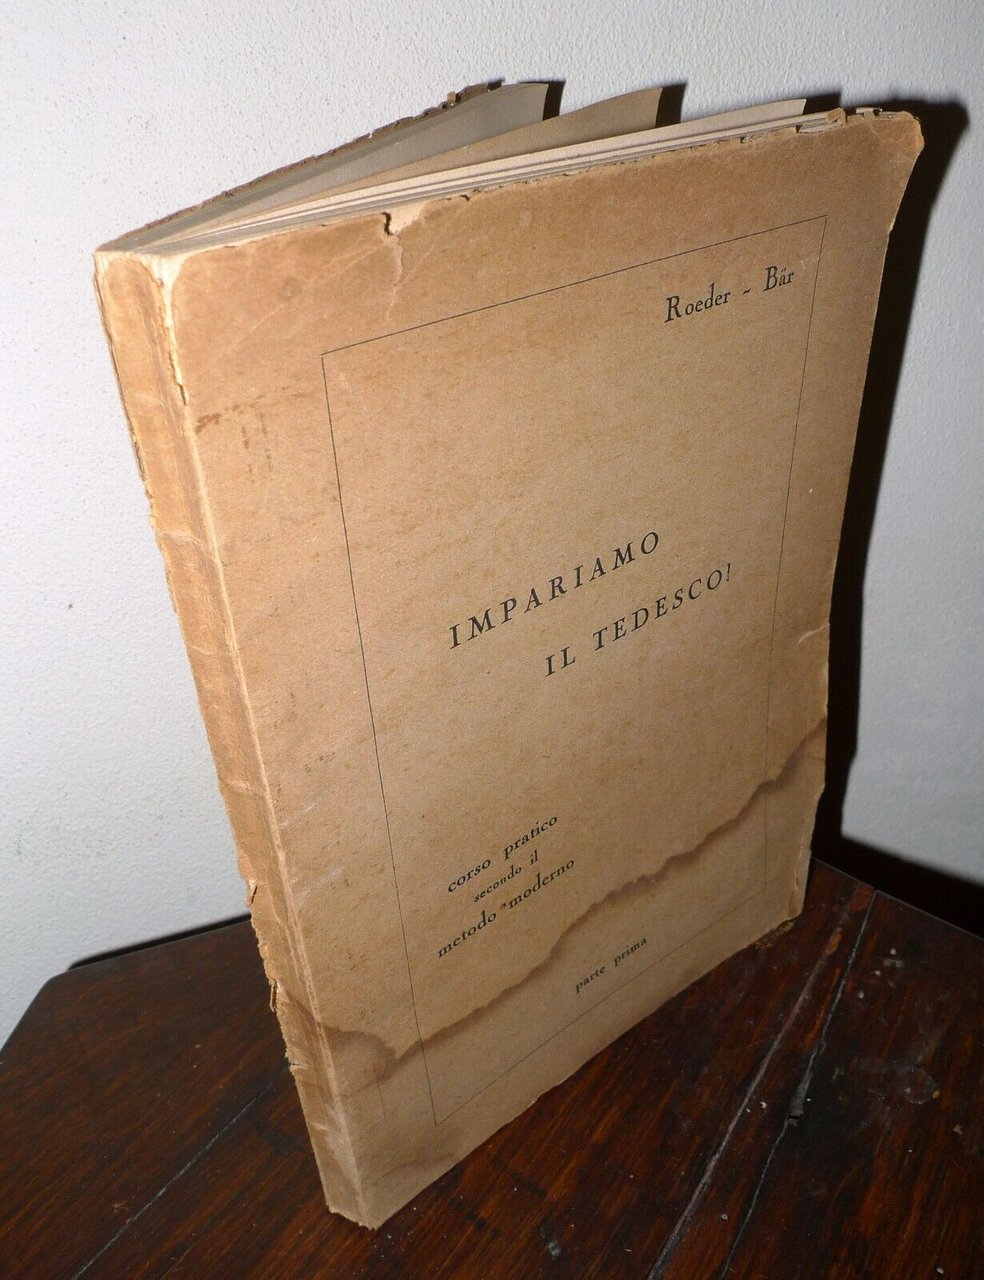 Roeder - Bär
IMPARIAMO
IL TEDESCO!
corso pratico
secondo il
metodo moderno
parte prima